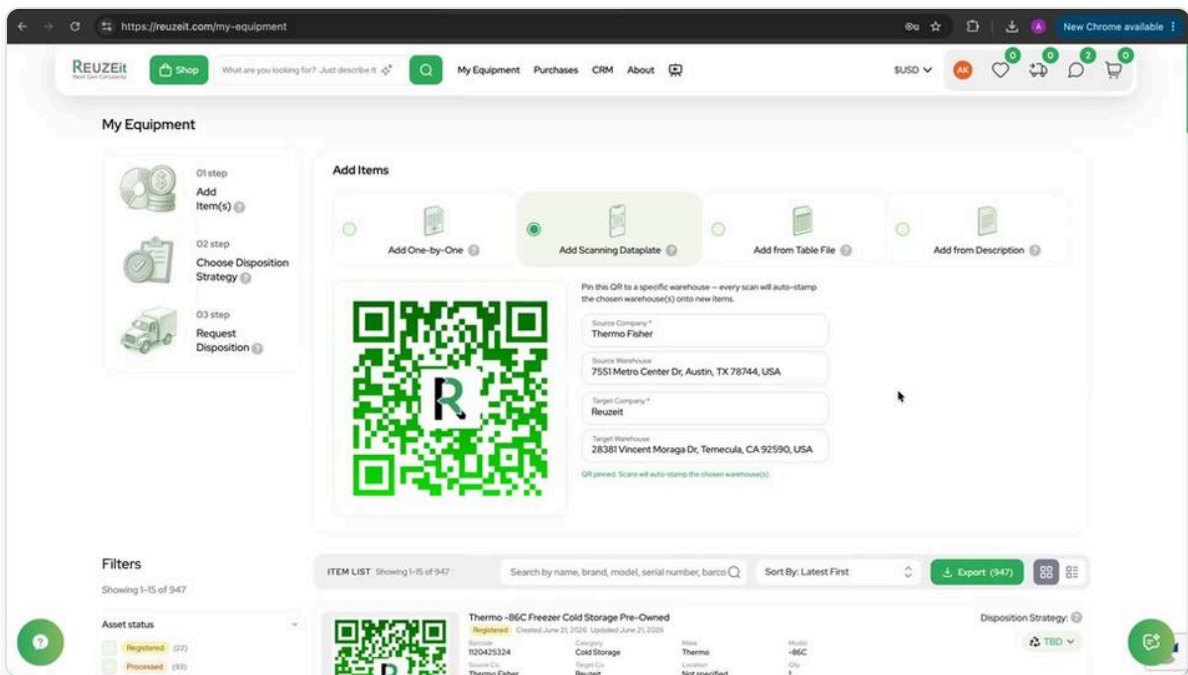 https://reuzeit.com/my-equipment
New Chrome available
REUZEit
Next Gen Circularity
Shop
What are you looking for? Just describe it
My Equipment
Purchases
CRM
About
$USD
AK
0
0
2
0
My Equipment
01 step
Add
Item(s)
02 step
Choose Disposition
Strategy
03 step
Request
Disposition
Add Items
Add One-by-One
Add Scanning Dataplate
Add from Table File
Add from Description
Pin this QR to a specific warehouse — every scan will auto-stamp
the chosen warehouse(s) onto new items.
Source Company *
Thermo Fisher
Source Warehouse
7551 Metro Center Dr, Austin, TX 78744, USA
Target Company *
Reuzeit
Target Warehouse
28381 Vincent Moraga Dr, Temecula, CA 92590, USA
QR pinned. Scans will auto-stamp the chosen warehouse(s).
R
Filters
Showing 1-15 of 947
Asset status
Registered (22)
Processed (93)
ITEM LIST Showing 1-15 of 947
Search by name, brand, model, serial number, barco
Sort By: Latest First
Export (947)
Thermo -86C Freezer Cold Storage Pre-Owned
Registered Created June 21, 2026 Updated June 21, 2026
Barcode
1120425324
Category
Cold Storage
Make
Thermo
Model
-86C
Source Co.
Thermo Fisher
Target Co.
Reuzeit
Location
Not specified
Qty
1
Disposition Strategy:
TBD